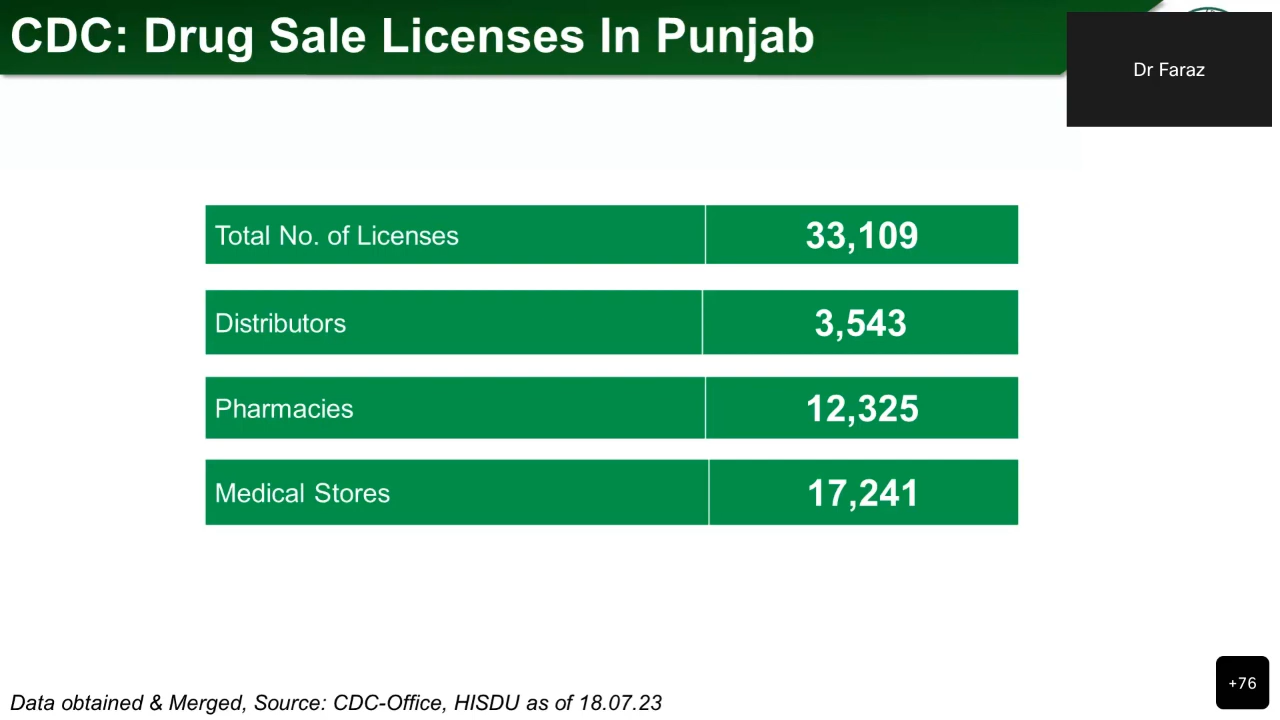 CDC: Drug Sale Licenses In Punjab
Dr Faraz
Total No. of Licenses 33,109
Distributors 3,543
Pharmacies 12,325
Medical Stores 17,241
+76
Data obtained & Merged, Source: CDC-Office, HISDU as of 18.07.23